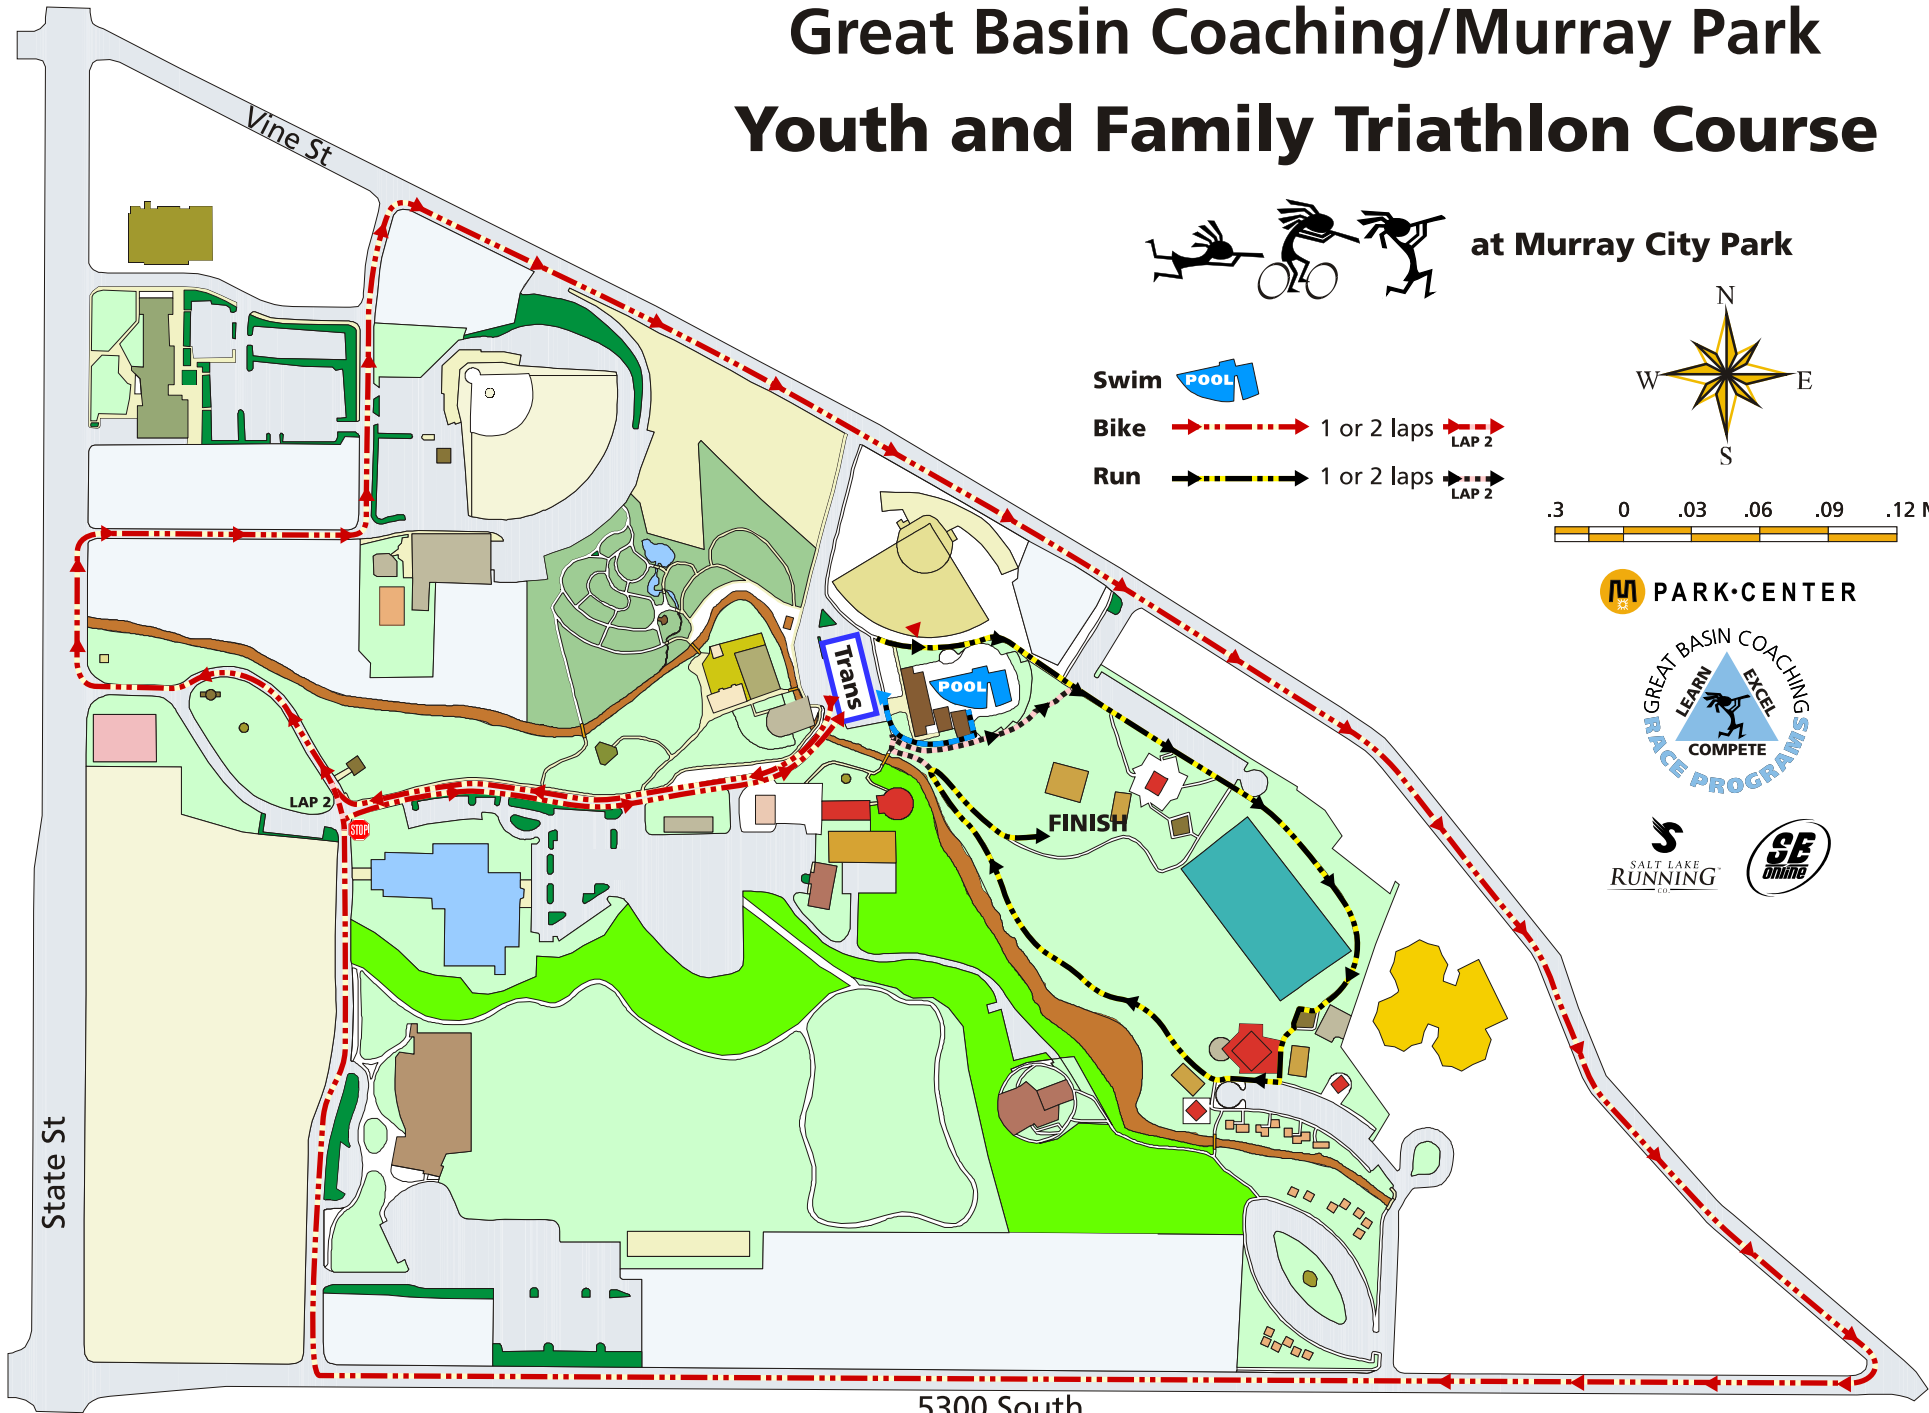 Great Basin Coaching/Murray Park
Youth and Family Triathlon Course
at Murray City Park
Vine St
N
W
E
S
Swim POOL
Bike 1 or 2 laps LAP 2
Run 1 or 2 laps LAP 2
.3 0 .03 .06 .09 .12 M
M PARK•CENTER
GREAT BASIN COACHING
LEARN
EXCEL
COMPETE
RACE PROGRAMS
SALT LAKE
RUNNING
CO.
SE
online
Trans
POOL
LAP 2
STOP
FINISH
State St
5300 South